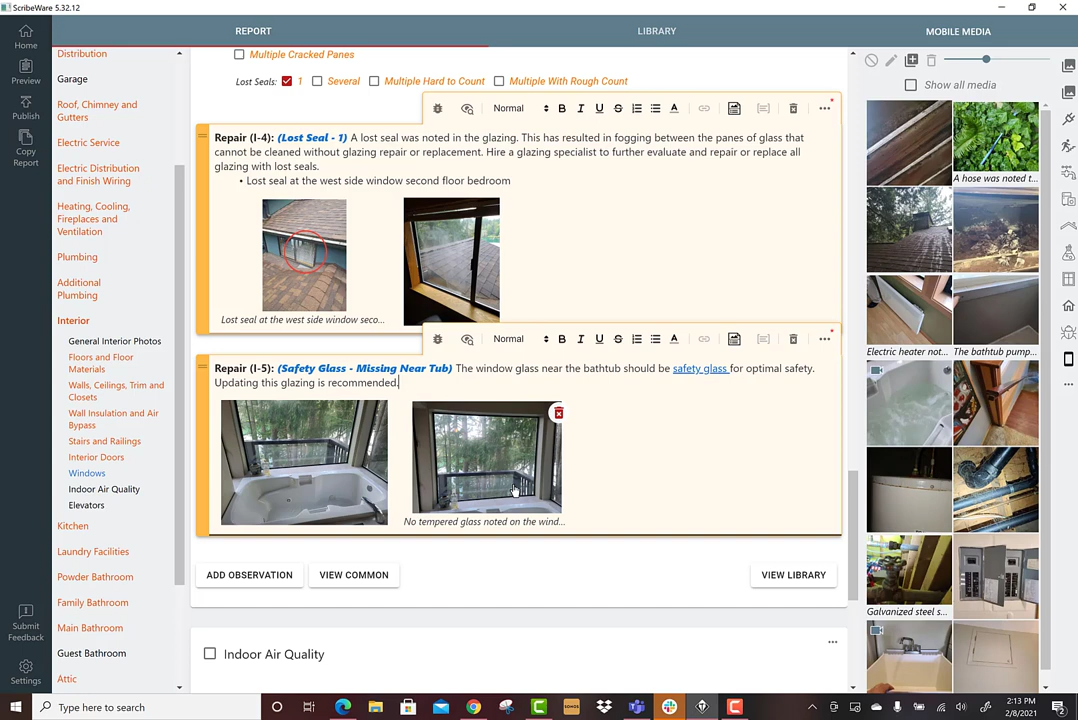 ScribeWare 5.32.12
REPORT
LIBRARY
MOBILE MEDIA
Home
Preview
Publish
Copy
Report
Submit
Feedback
Settings
Distribution
Garage
Roof, Chimney and
Gutters
Electric Service
Electric Distribution
and Finish Wiring
Heating, Cooling,
Fireplaces and
Ventilation
Plumbing
Additional
Plumbing
Interior
General Interior Photos
Floors and Floor
Materials
Walls, Ceilings, Trim and
Closets
Wall Insulation and Air
Bypass
Stairs and Railings
Interior Doors
Windows
Indoor Air Quality
Elevators
Kitchen
Laundry Facilities
Powder Bathroom
Family Bathroom
Main Bathroom
Guest Bathroom
Attic
Multiple Cracked Panes
Lost Seals: 1 Several Multiple Hard to Count Multiple With Rough Count
Normal B I U S A
Repair (I-4): (Lost Seal - 1) A lost seal was noted in the glazing. This has resulted in fogging between the panes of glass that
cannot be cleaned without glazing repair or replacement. Hire a glazing specialist to further evaluate and repair or replace all
glazing with lost seals.
• Lost seal at the west side window second floor bedroom
Lost seal at the west side window seco...
Normal B I U S A
Repair (I-5): (Safety Glass - Missing Near Tub) The window glass near the bathtub should be safety glass for optimal safety.
Updating this glazing is recommended.
No tempered glass noted on the wind...
ADD OBSERVATION
VIEW COMMON
VIEW LIBRARY
Indoor Air Quality
Show all media
A hose was noted t...
Electric heater not...
The bathtub pump...
Galvanized steel s...
Type here to search
SONOS
2:13 PM
2/8/2021
2